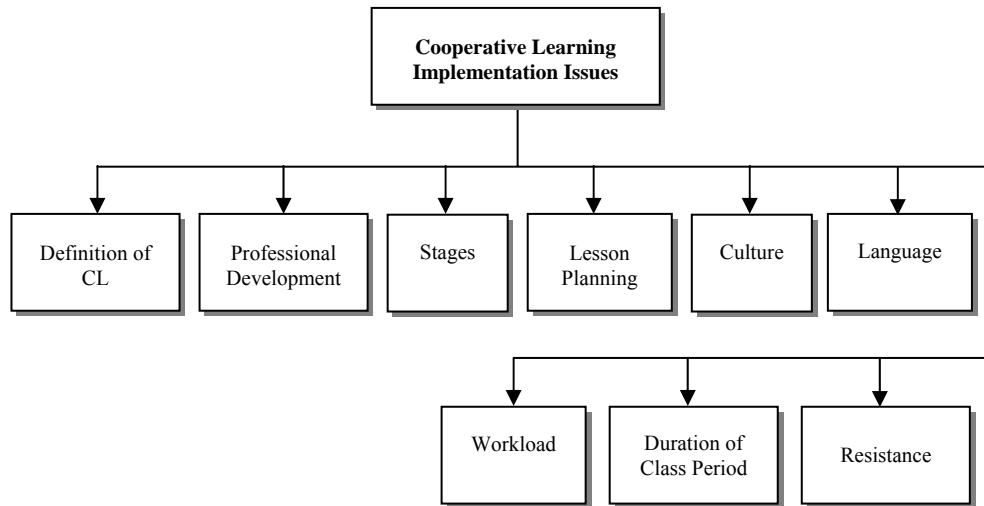 Cooperative Learning
Implementation Issues
Definition of
CL
Professional
Development
Stages
Lesson
Planning
Culture
Language
Workload
Duration of
Class Period
Resistance